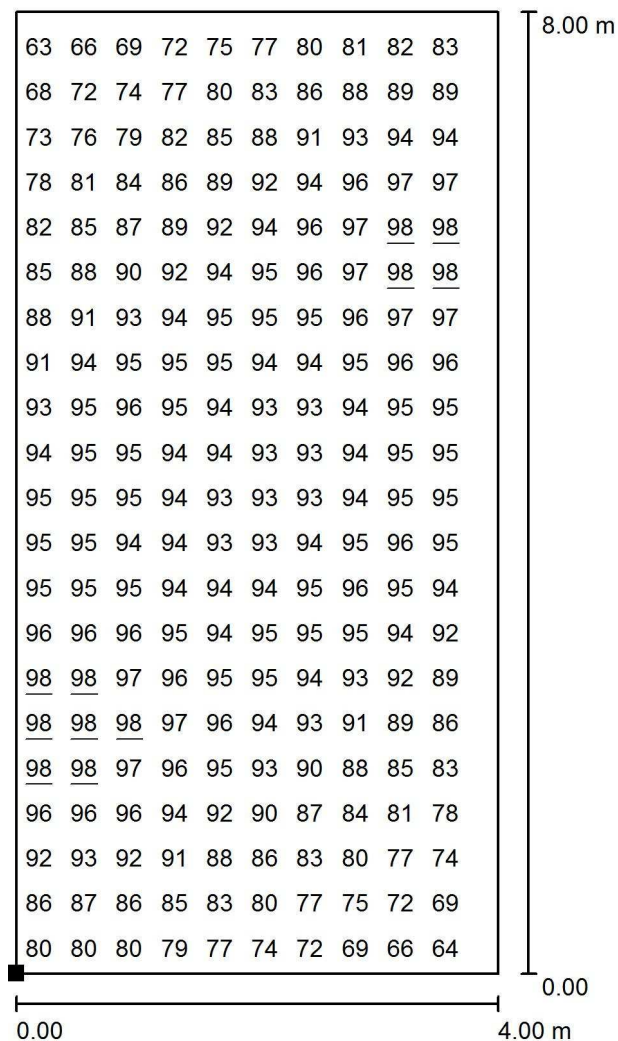 8.00 m
63 66 69 72 75 77 80 81 82 83
68 72 74 77 80 83 86 88 89 89
73 76 79 82 85 88 91 93 94 94
78 81 84 86 89 92 94 96 97 97
82 85 87 89 92 94 96 97 98 98
85 88 90 92 94 95 96 97 98 98
88 91 93 94 95 95 95 96 97 97
91 94 95 95 95 94 94 95 96 96
93 95 96 95 94 93 93 94 95 95
94 95 95 94 94 93 93 94 95 95
95 95 95 94 93 93 93 94 95 95
95 95 94 94 93 93 94 95 96 95
95 95 95 94 94 94 95 96 95 94
96 96 96 95 94 95 95 95 94 92
98 98 97 96 95 95 94 93 92 89
98 98 98 97 96 94 93 91 89 86
98 98 97 96 95 93 90 88 85 83
96 96 96 94 92 90 87 84 81 78
92 93 92 91 88 86 83 80 77 74
86 87 86 85 83 80 77 75 72 69
80 80 80 79 77 74 72 69 66 64
0.00
0.00 4.00 m